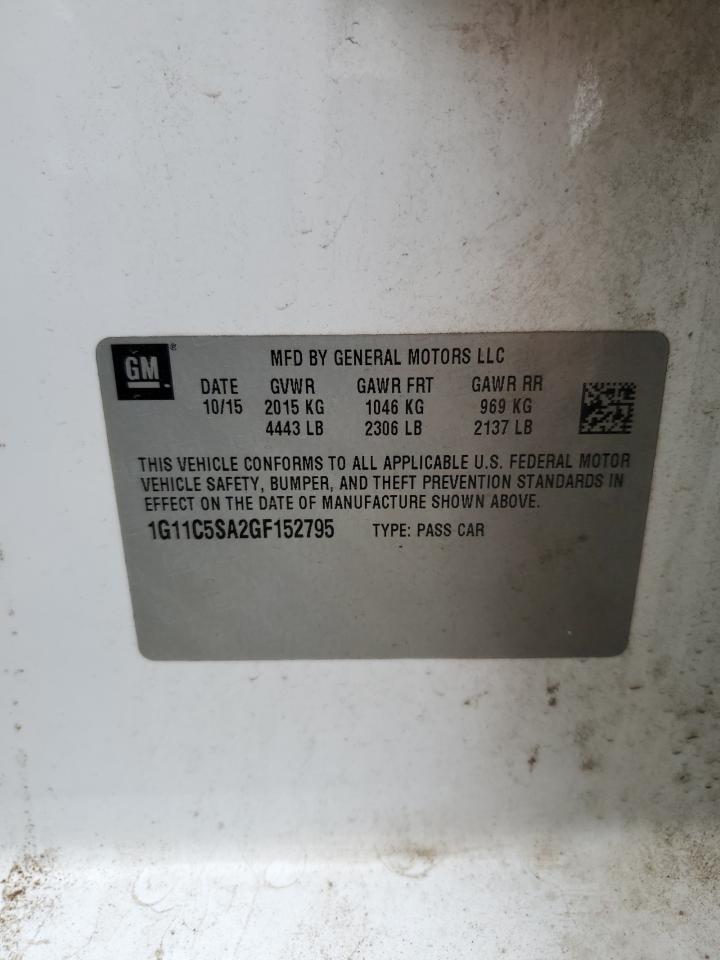 GM®
MFD BY GENERAL MOTORS LLC
DATE GVWR GAWR FRT GAWR RR
10/15 2015 KG 1046 KG 969 KG
4443 LB 2306 LB 2137 LB
THIS VEHICLE CONFORMS TO ALL APPLICABLE U.S. FEDERAL MOTOR
VEHICLE SAFETY, BUMPER, AND THEFT PREVENTION STANDARDS IN
EFFECT ON THE DATE OF MANUFACTURE SHOWN ABOVE.
1G11C5SA2GF152795 TYPE: PASS CAR